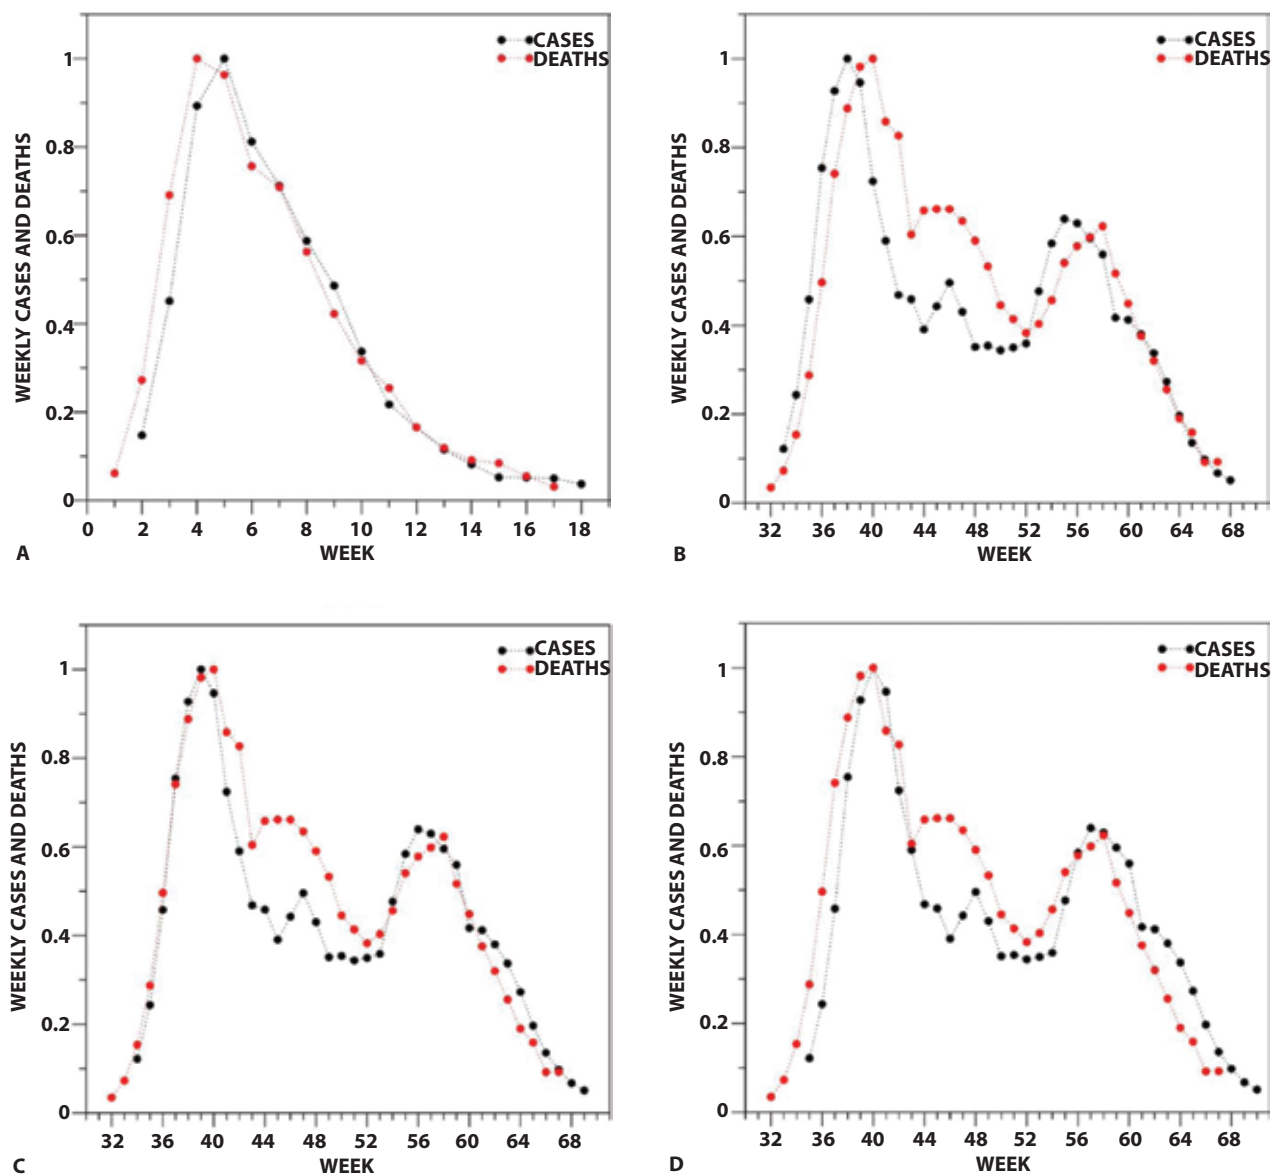 CASES
DEATHS
WEEKLY CASES AND DEATHS
1
0.8
0.6
0.4
0.2
0
0 2 4 6 8 10 12 14 16 18
WEEK
A
CASES
DEATHS
WEEKLY CASES AND DEATHS
1
0.8
0.6
0.4
0.2
0
32 36 40 44 48 52 56 60 64 68
WEEK
B
CASES
DEATHS
WEEKLY CASES AND DEATHS
1
0.8
0.6
0.4
0.2
0
32 36 40 44 48 52 56 60 64 68
WEEK
C
CASES
DEATHS
WEEKLY CASES AND DEATHS
1
0.8
0.6
0.4
0.2
0
32 36 40 44 48 52 56 60 64 68
WEEK
D